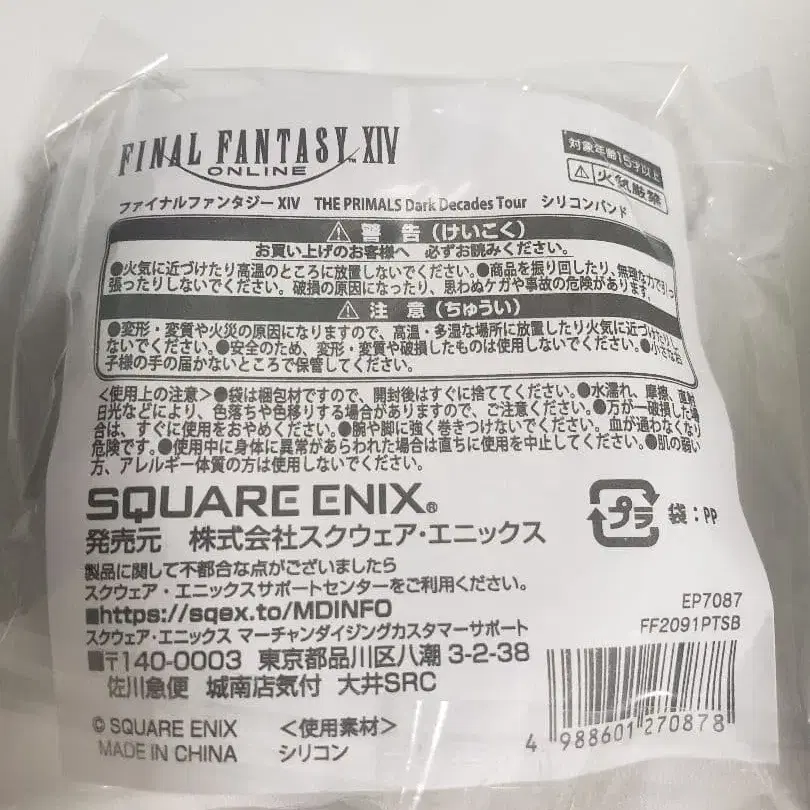 FINAL FANTASY XIV
ONLINE
対象年齢15才以上
⚠火気厳禁
ファイナルファンタジーXIV THE PRIMALS Dark Decades Tour シリコンバンド
⚠ 警告(けいこく)
お買い上げのお客様へ 必ずお読みください。
●火気に近づけたり高温のところに放置しないでください。●商品を振り回したり、無理な力で引っ
張ったりしないでください。破損の原因になったり、思わぬケガや事故の危険があります。
⚠ 注意(ちゅうい)
●変形・変質や火災の原因になりますので、高温・多湿な場所に放置したり火気に近づけたりし
ないでください。●安全のため、変形・変質や破損したものは使用しないでください。●小さなお
子様の手の届かないところで保管してください。
<使用上の注意>●袋は梱包材ですので、開封後はすぐに捨ててください。●水濡れ、摩擦、直射
日光などにより、色落ちや色移りする場合がありますので、ご注意ください。●万が一破損した場
合は、すぐに使用をおやめください。●腕や脚に強く巻きつけないでください。血が通わなくなり
危険です。●使用中に身体に異常があらわれた場合は直ちに使用を中止してください。●肌の弱い
方、アレルギー体質の方は使用しないでください。
SQUARE ENIX®
発売元 株式会社スクウェア・エニックス
プラ 袋:PP
製品に関して不都合な点がございましたら
スクウェア・エニックスサポートセンターをご利用ください。
■https://sqex.to/MDINFO
スクウェア・エニックス マーチャンダイジングカスタマーサポート
■〒140-0003 東京都品川区八潮 3-2-38
佐川急便 城南店気付 大井SRC
EP7087
FF2091PTSB
© SQUARE ENIX <使用素材>
MADE IN CHINA シリコン
4 988601 270878